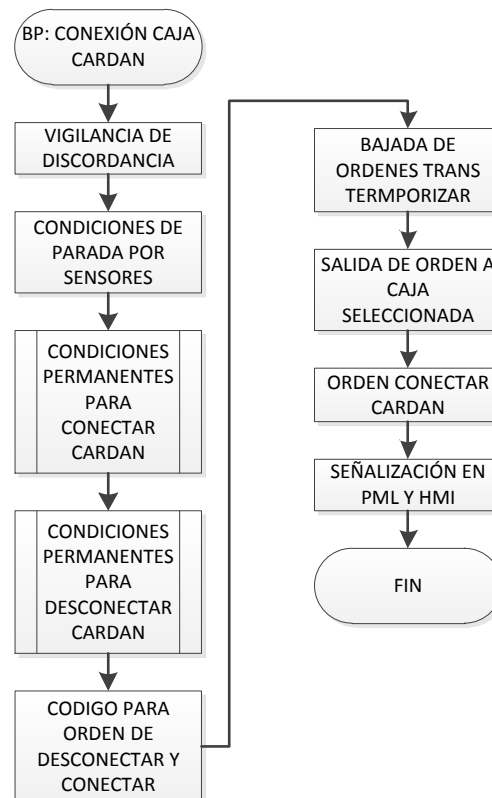 BP: CONEXIÓN CAJA
CARDAN
VIGILANCIA DE
DISCORDANCIA
CONDICIONES DE
PARADA POR
SENSORES
CONDICIONES
PERMANENTES
PARA
CONECTAR
CARDAN
CONDICIONES
PERMANENTES
PARA
DESCONECTAR
CARDAN
CODIGO PARA
ORDEN DE
DESCONECTAR Y
CONECTAR
BAJADA DE
ORDENES TRANS
TERMPORIZAR
SALIDA DE ORDEN A
CAJA
SELECCIONADA
ORDEN CONECTAR
CARDAN
SEÑALIZACIÓN EN
PML Y HMI
FIN